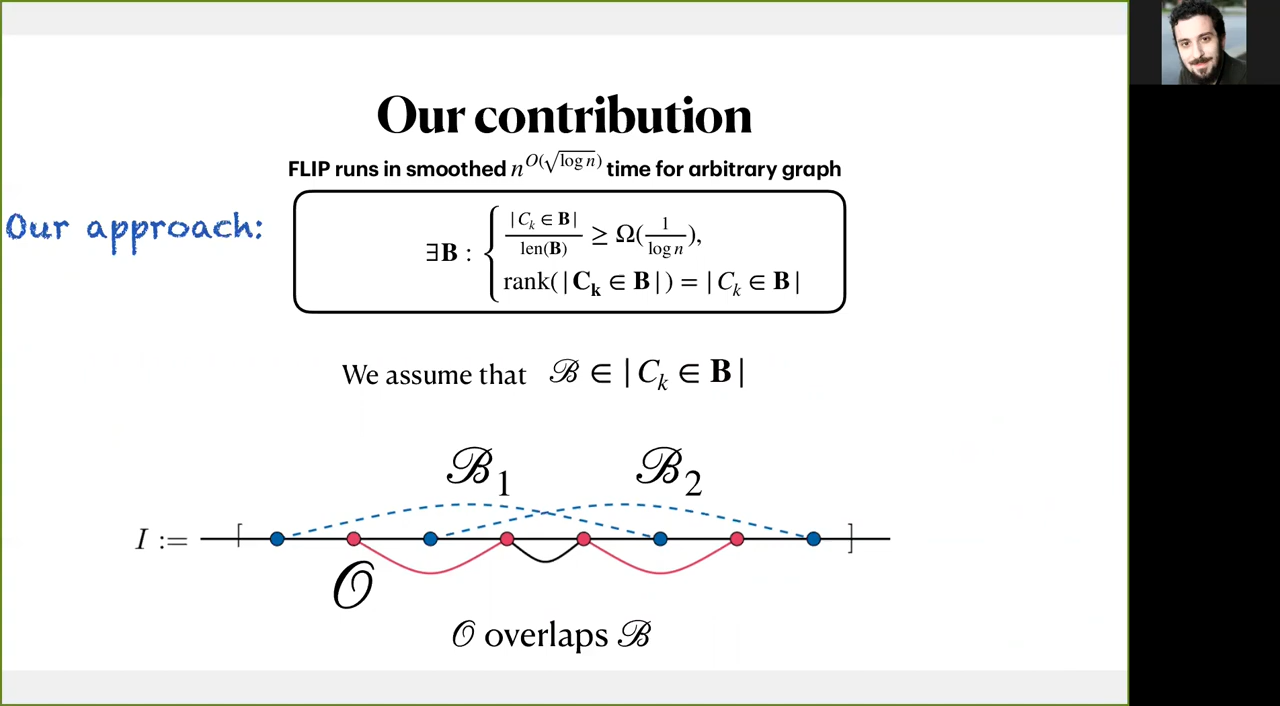 Our contribution
FLIP runs in smoothed n^{O(√log n)} time for arbitrary graph
Our approach:
∃𝐁 : { |C_k ∈ 𝐁| / len(𝐁) ≥ Ω(1 / log n),
rank(|𝐂_𝐤 ∈ 𝐁|) = |C_k ∈ 𝐁|
We assume that ℬ ∈ |C_k ∈ 𝐁|
ℬ_1 ℬ_2
I := [ ]
𝒪
𝒪 overlaps ℬ